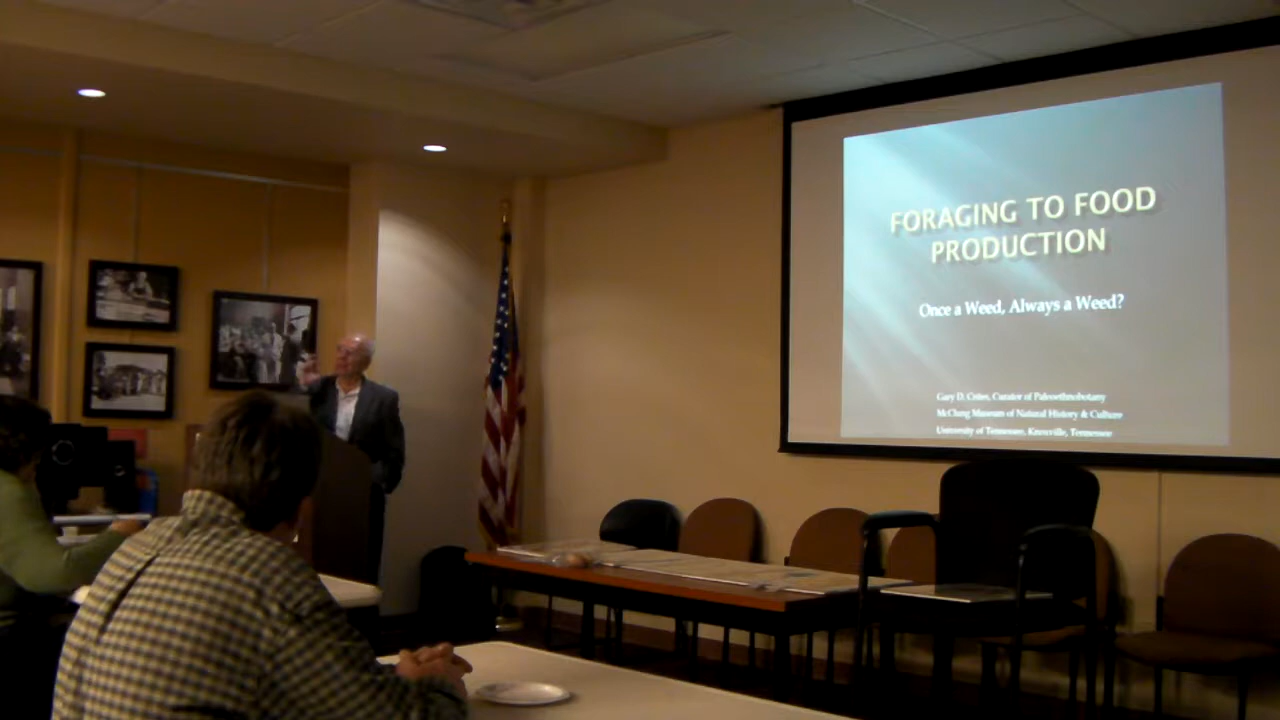 FORAGING TO FOOD
PRODUCTION
Once a Weed, Always a Weed?
Gary D. Crites, Curator of Paleoethnobotany
McClung Museum of Natural History & Culture
University of Tennessee, Knoxville, Tennessee